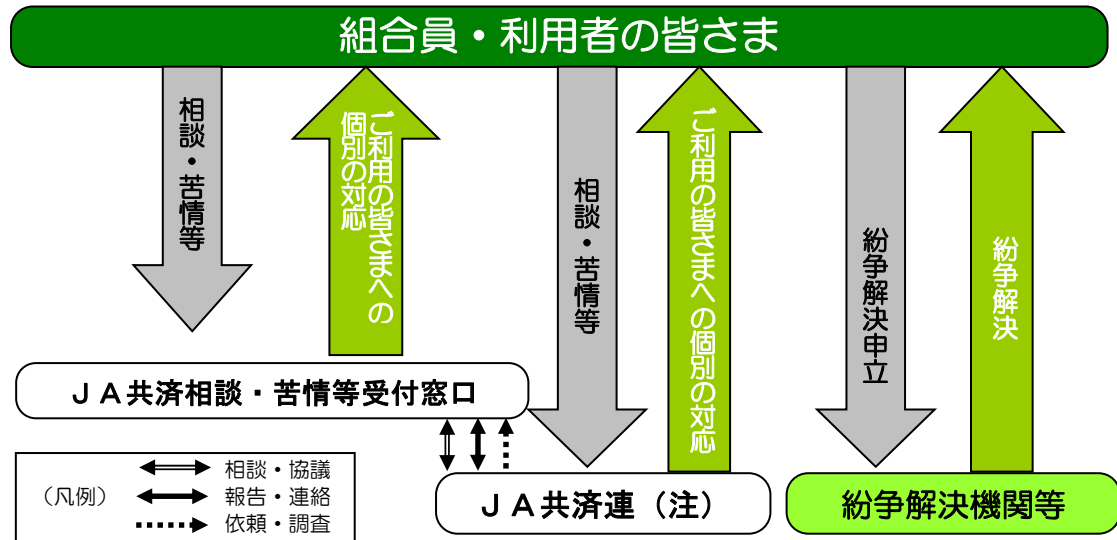 組合員・利用者の皆さま
相談・苦情等
ご利用の皆さまへの
個別の対応
相談・苦情等
ご利用の皆さまへの個別の対応
紛争解決申立
紛争解決
ＪＡ共済相談・苦情等受付窓口
ＪＡ共済連（注）
紛争解決機関等
（凡例）
相談・協議
報告・連絡
依頼・調査